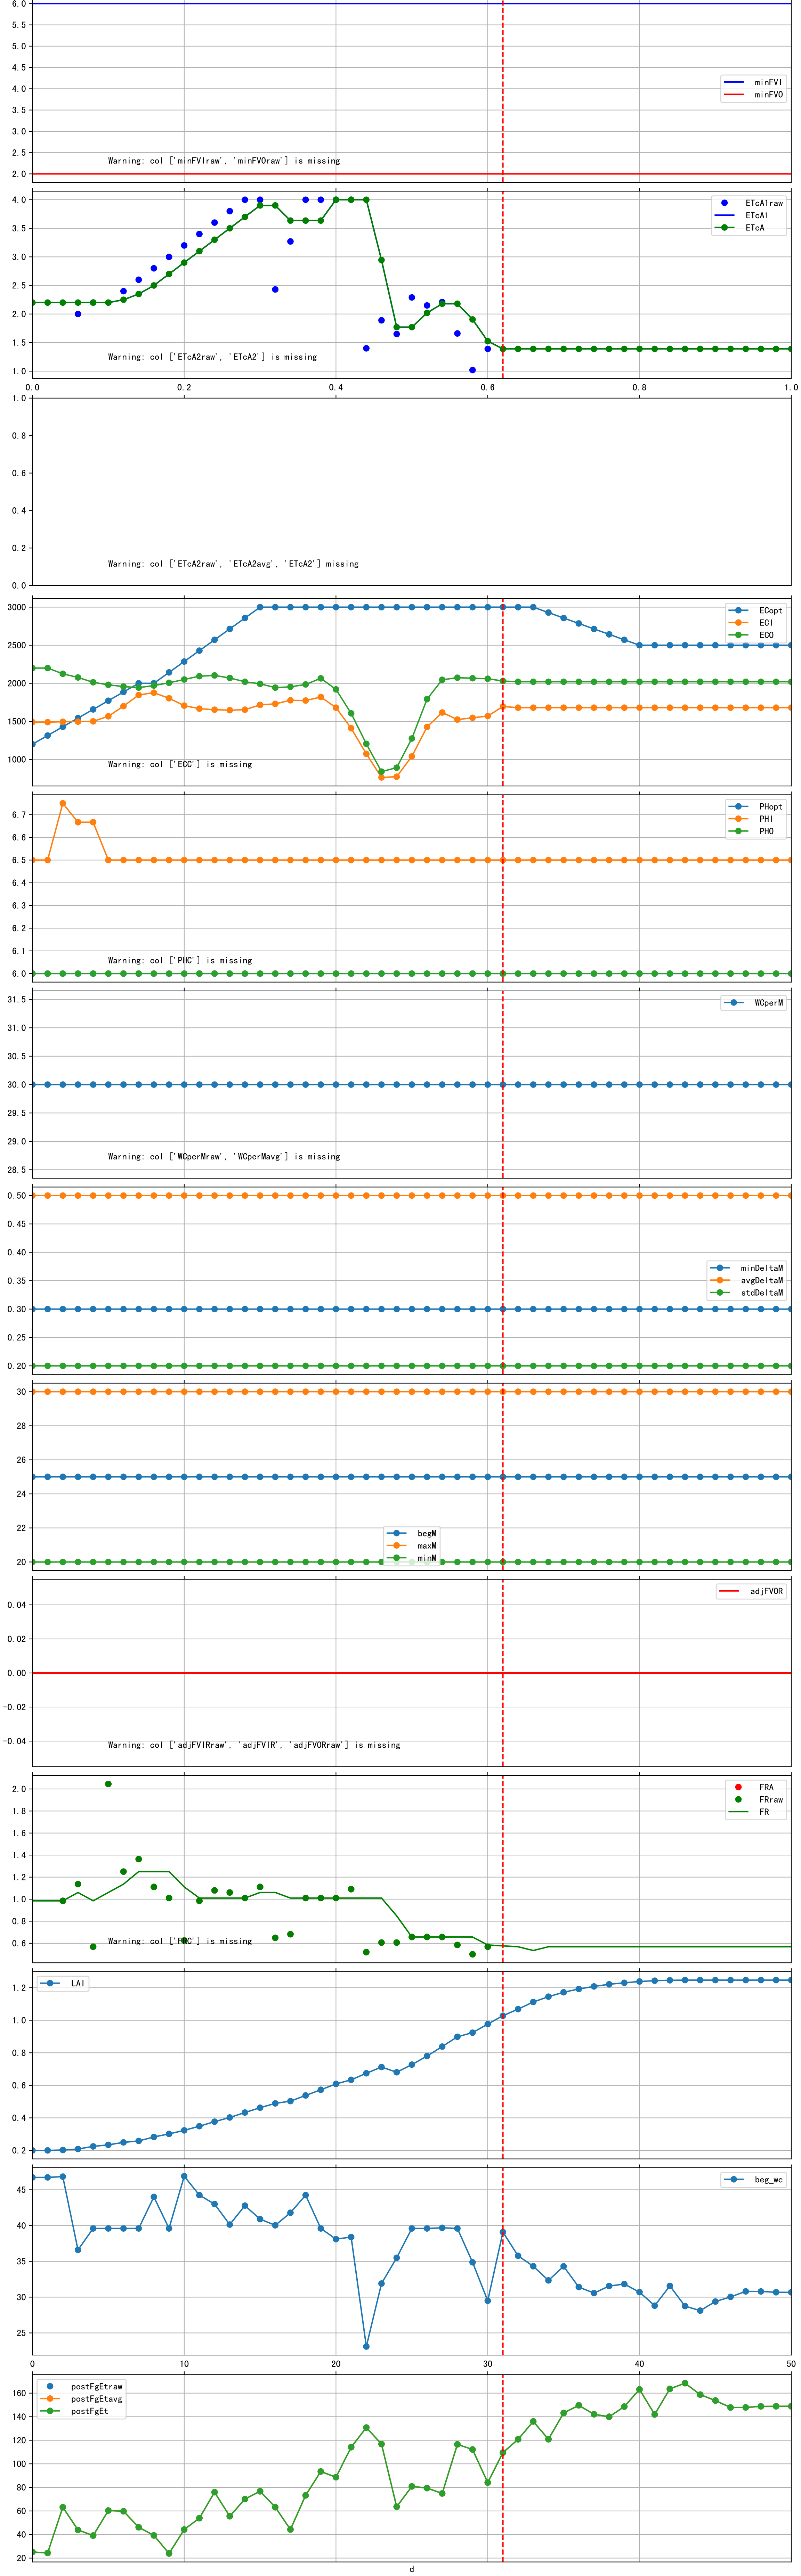 6.0
5.5
5.0
4.5
4.0
3.5
3.0
2.5
2.0
minFVI
minFVO
Warning: col ['minFVIraw', 'minFVOraw'] is missing
4.0
3.5
3.0
2.5
2.0
1.5
1.0
ETcA1raw
ETcA1
ETcA
Warning: col ['ETcA2raw', 'ETcA2'] is missing
0.0 0.2 0.4 0.6 0.8 1.0
1.0
0.8
0.6
0.4
0.2
0.0
Warning: col ['ETcA2raw', 'ETcA2avg', 'ETcA2'] missing
3000
2500
2000
1500
1000
ECopt
ECI
ECO
Warning: col ['ECC'] is missing
6.7
6.6
6.5
6.4
6.3
6.2
6.1
6.0
PHopt
PHI
PHO
Warning: col ['PHC'] is missing
31.5
31.0
30.5
30.0
29.5
29.0
28.5
WCperM
Warning: col ['WCperMraw', 'WCperMavg'] is missing
0.50
0.45
0.40
0.35
0.30
0.25
0.20
minDeltaM
avgDeltaM
stdDeltaM
30
28
26
24
22
20
begM
maxM
minM
0.04
0.02
0.00
-0.02
-0.04
adjFVOR
Warning: col ['adjFVIRraw', 'adjFVIR', 'adjFVORraw'] is missing
2.0
1.8
1.6
1.4
1.2
1.0
0.8
0.6
FRA
FRraw
FR
Warning: col ['FRC'] is missing
1.2
1.0
0.8
0.6
0.4
0.2
LAI
45
40
35
30
25
beg_wc
0 10 20 30 40 50
160
140
120
100
80
60
40
20
postFgEtraw
postFgEtavg
postFgEt
d